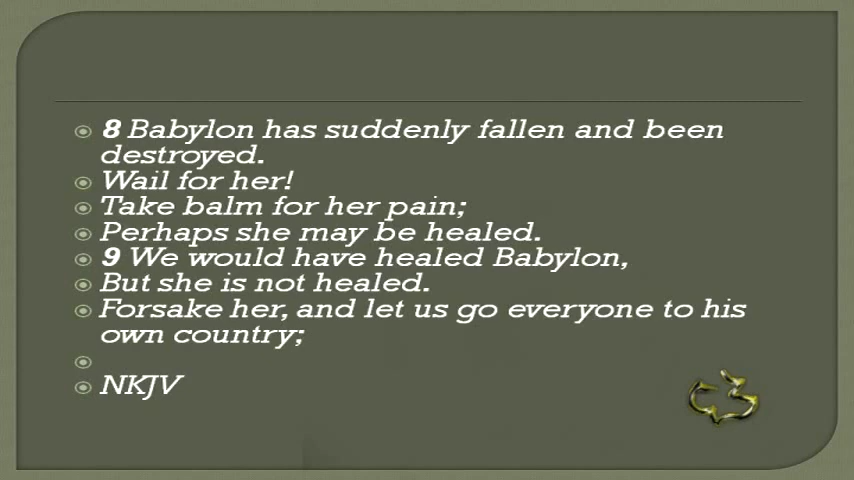 8 Babylon has suddenly fallen and been
destroyed.
Wail for her!
Take balm for her pain;
Perhaps she may be healed.
9 We would have healed Babylon,
But she is not healed.
Forsake her, and let us go everyone to his
own country;
NKJV